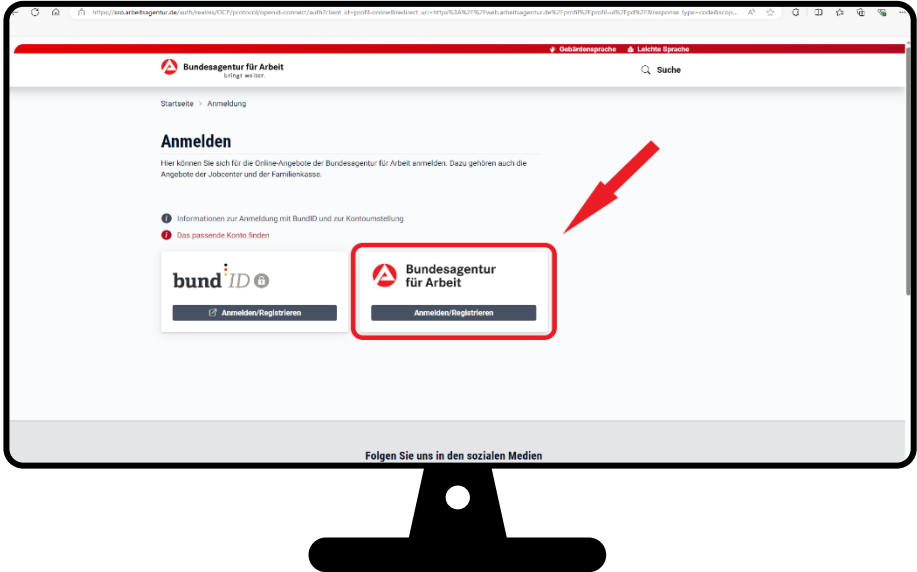 https://sso.arbeitsagentur.de/auth/realms/OCP/protocol/openid-connect/auth?client_id=profil-online&redirect_uri=https%3A%2F%2Fweb.arbeitsagentur.de%2Fprofil%2Fprofil-ui%2Fpd%2F&response_type=code&scop...
Gebärdensprache Leichte Sprache
Bundesagentur für Arbeit
bringt weiter.
Suche
Startseite > Anmeldung
Anmelden
Hier können Sie sich für die Online-Angebote der Bundesagentur für Arbeit anmelden. Dazu gehören auch die
Angebote der Jobcenter und der Familienkasse.
Informationen zur Anmeldung mit BundID und zur Kontoumstellung
Das passende Konto finden
bund ID
Anmelden/Registrieren
Bundesagentur
für Arbeit
Anmelden/Registrieren
Folgen Sie uns in den sozialen Medien